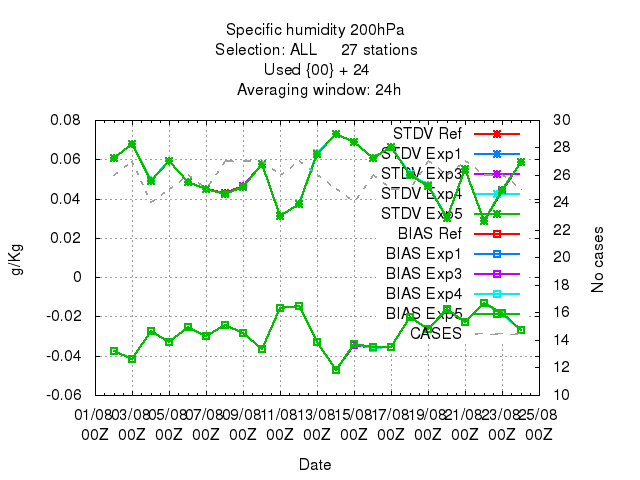 Specific humidity 200hPa
Selection: ALL 27 stations
Used {00} + 24
Averaging window: 24h
0.08
0.06
0.04
0.02
0
-0.02
-0.04
-0.06
g/Kg
30
28
26
24
22
20
18
16
14
12
10
No cases
STDV Ref
STDV Exp1
STDV Exp3
STDV Exp4
STDV Exp5
BIAS Ref
BIAS Exp1
BIAS Exp3
BIAS Exp4
BIAS Exp5
CASES
01/08 03/08 05/08 07/08 09/08 11/08 13/08 15/08 17/08 19/08 21/08 23/08 25/08
00Z 00Z 00Z 00Z 00Z 00Z 00Z 00Z 00Z 00Z 00Z 00Z 00Z
Date